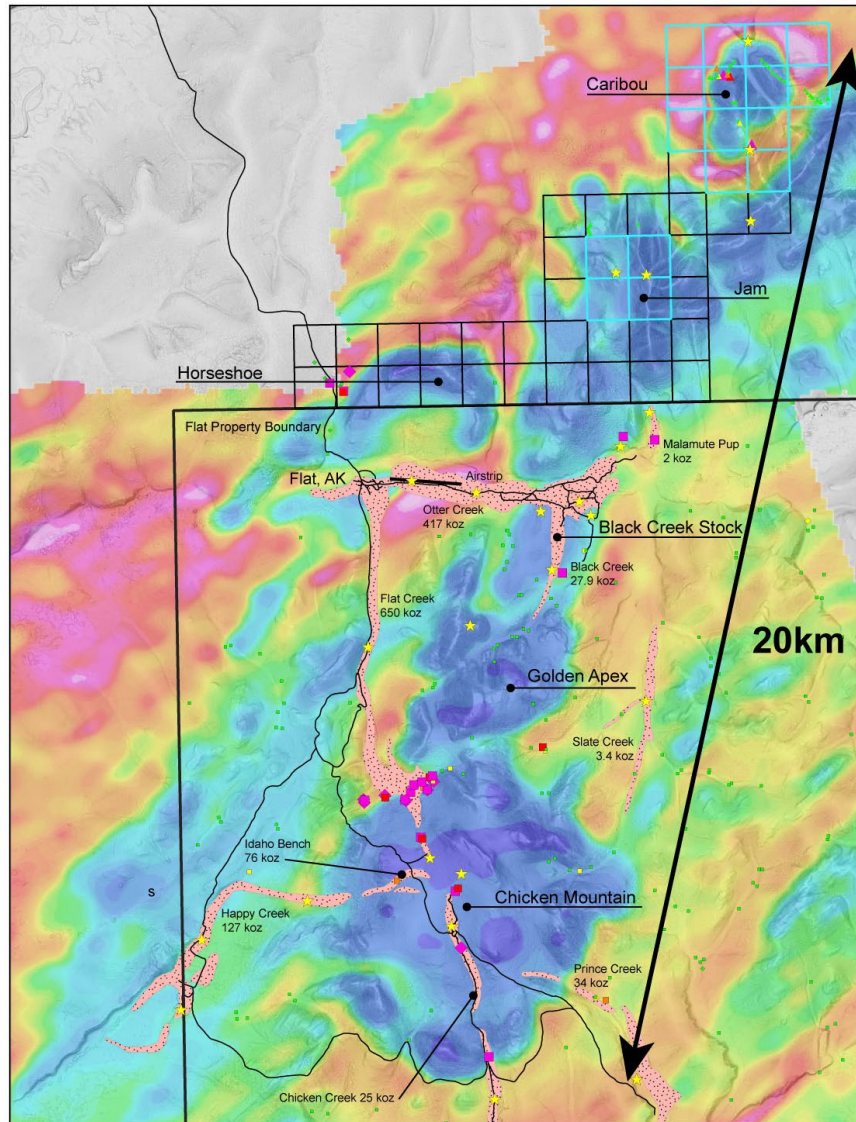 Caribou
Jam
Horseshoe
Flat Property Boundary
Malamute Pup
2 koz
Flat, AK
Airstrip
Otter Creek
417 koz
Black Creek Stock
Black Creek
27.9 koz
Flat Creek
650 koz
20km
Golden Apex
Slate Creek
3.4 koz
Idaho Bench
76 koz
s
Chicken Mountain
Happy Creek
127 koz
Prince Creek
34 koz
Chicken Creek 25 koz